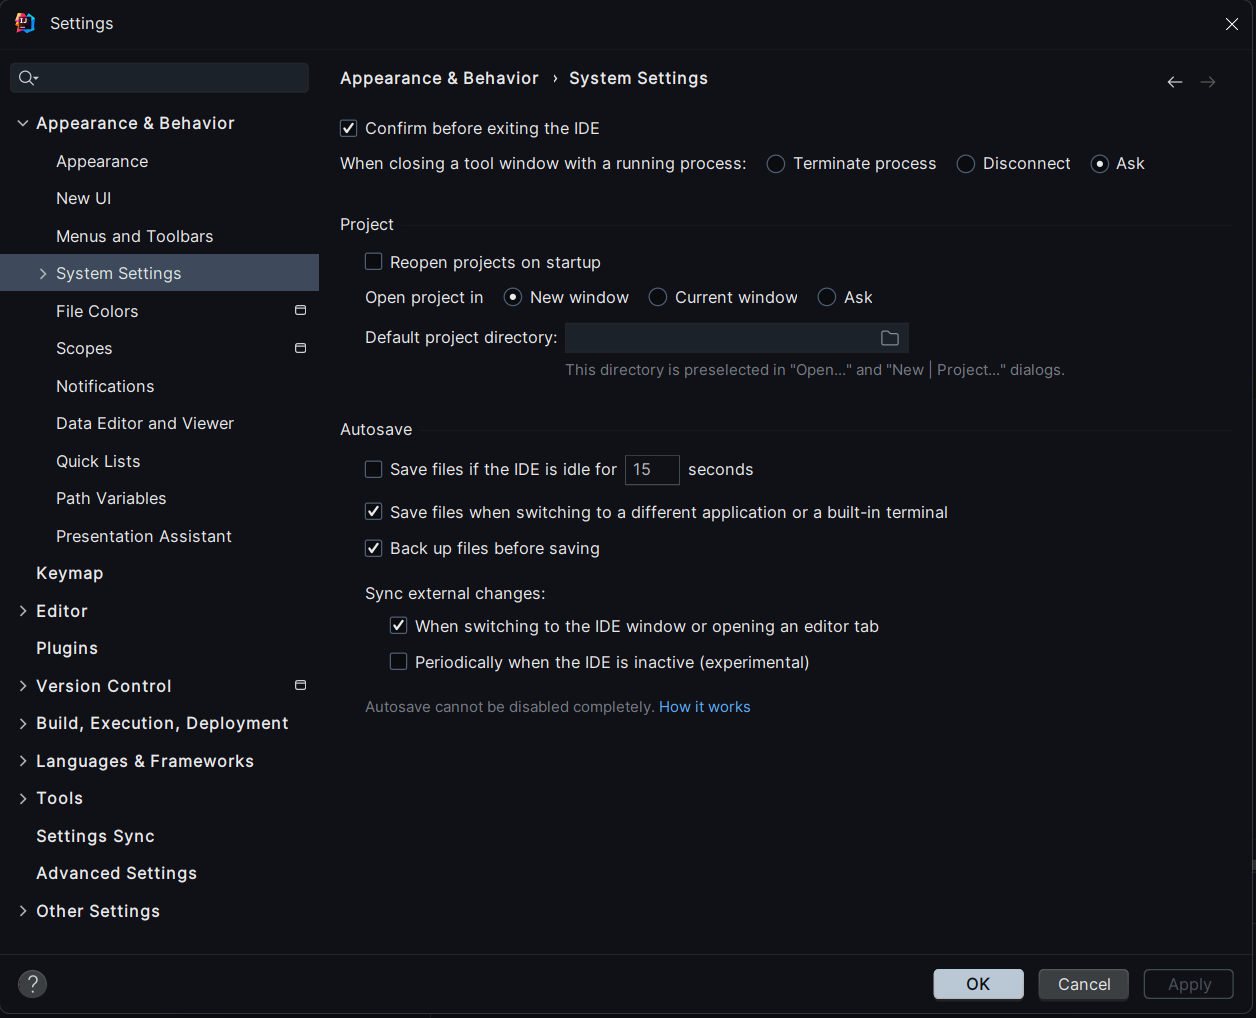 Settings
Appearance & Behavior
Appearance
New UI
Menus and Toolbars
System Settings
File Colors
Scopes
Notifications
Data Editor and Viewer
Quick Lists
Path Variables
Presentation Assistant
Keymap
Editor
Plugins
Version Control
Build, Execution, Deployment
Languages & Frameworks
Tools
Settings Sync
Advanced Settings
Other Settings
Appearance & Behavior › System Settings
Confirm before exiting the IDE
When closing a tool window with a running process: Terminate process Disconnect Ask
Project
Reopen projects on startup
Open project in New window Current window Ask
Default project directory:
This directory is preselected in "Open..." and "New | Project..." dialogs.
Autosave
Save files if the IDE is idle for 15 seconds
Save files when switching to a different application or a built-in terminal
Back up files before saving
Sync external changes:
When switching to the IDE window or opening an editor tab
Periodically when the IDE is inactive (experimental)
Autosave cannot be disabled completely. How it works
? OK Cancel Apply